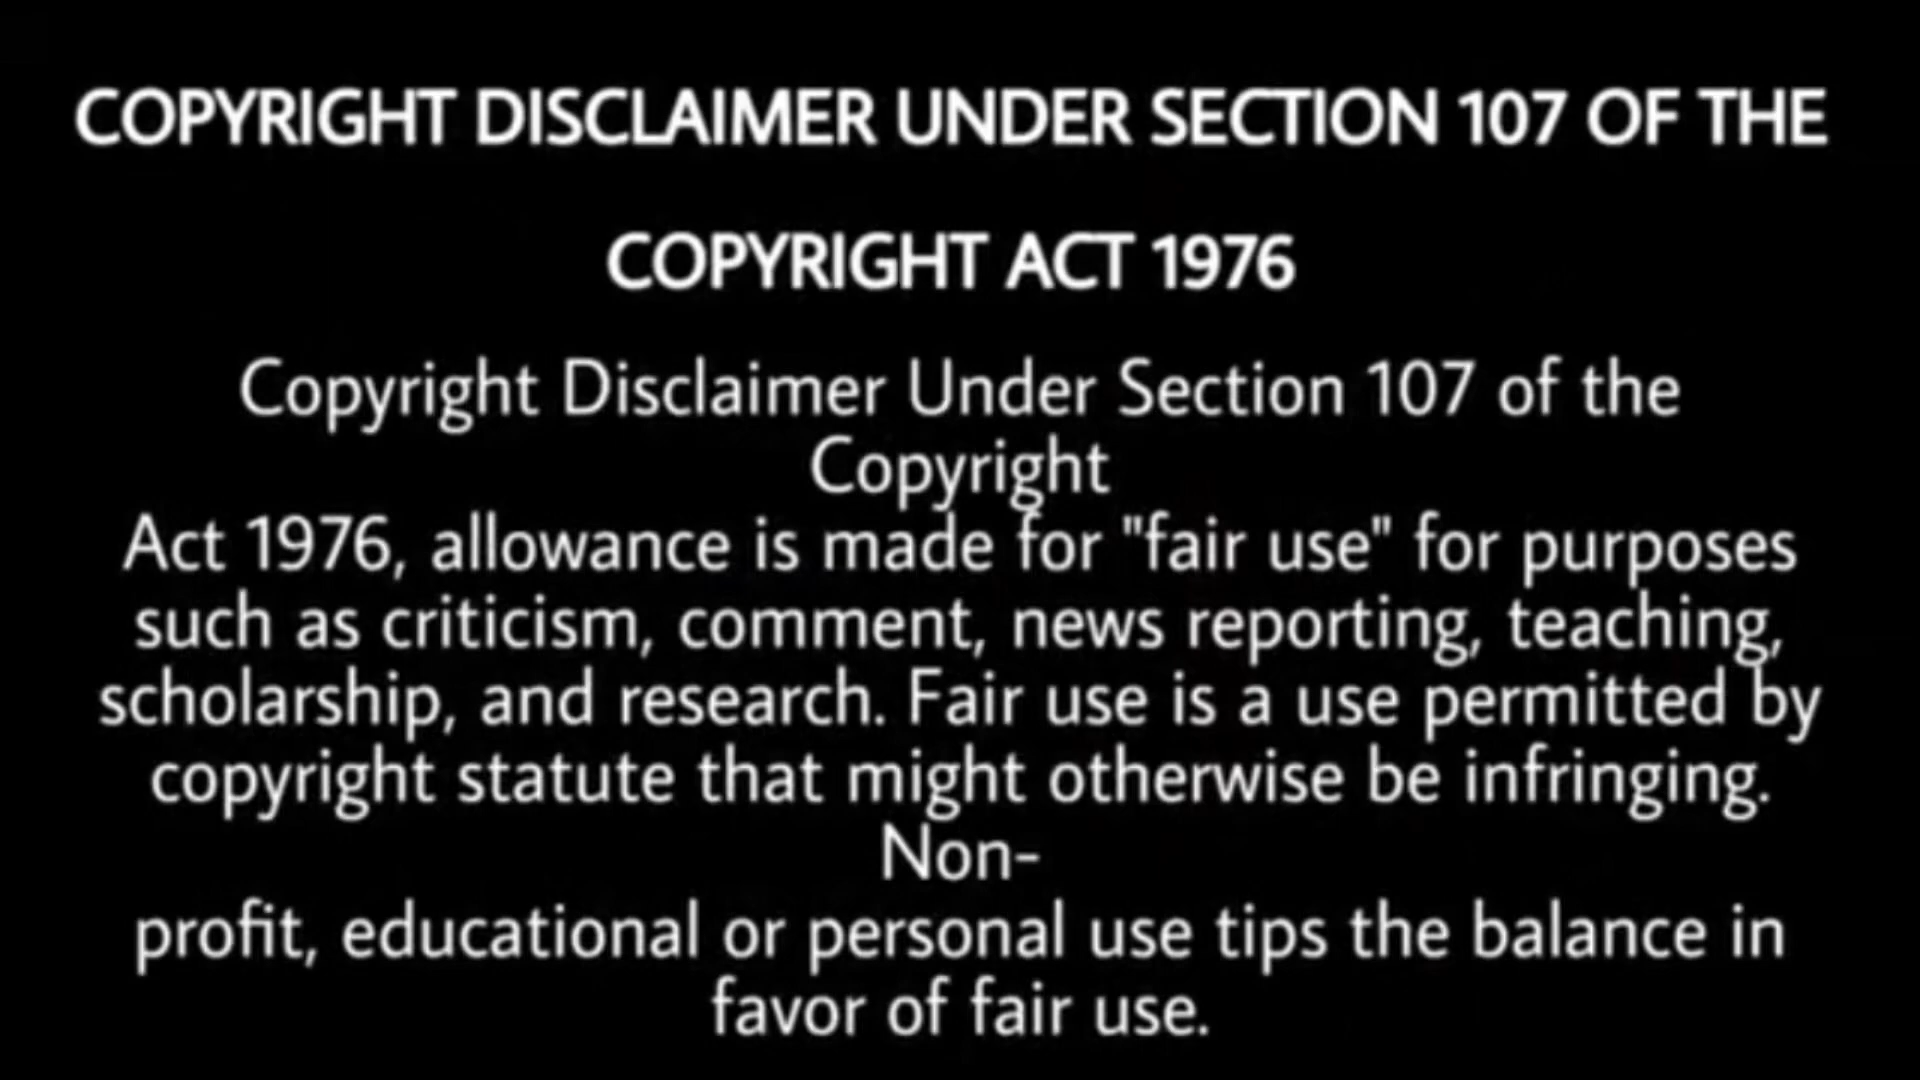 COPYRIGHT DISCLAIMER UNDER SECTION 107 OF THE
COPYRIGHT ACT 1976
Copyright Disclaimer Under Section 107 of the
Copyright
Act 1976, allowance is made for "fair use" for purposes
such as criticism, comment, news reporting, teaching,
scholarship, and research. Fair use is a use permitted by
copyright statute that might otherwise be infringing.
Non-
profit, educational or personal use tips the balance in
favor of fair use.